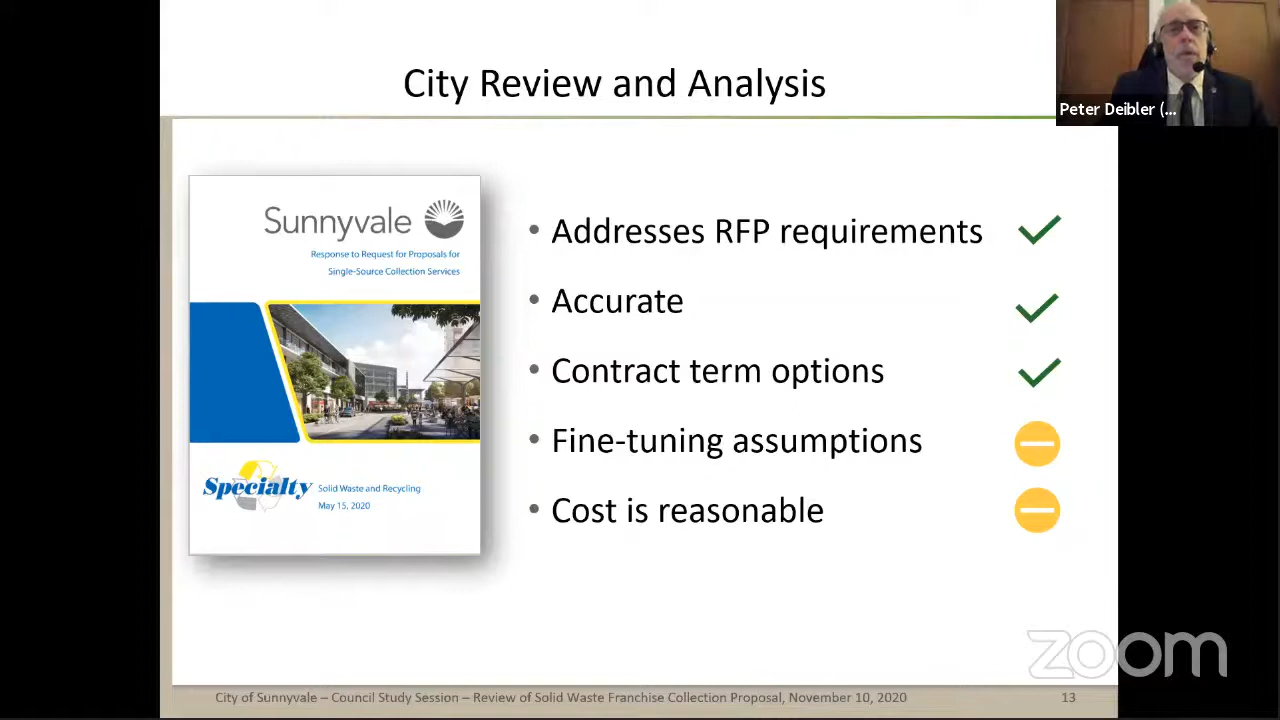 City Review and Analysis
Peter Deibler (...
Sunnyvale
Response to Request for Proposals for
Single-Source Collection Services
Specialty Solid Waste and Recycling
May 15, 2020
• Addresses RFP requirements
• Accurate
• Contract term options
• Fine-tuning assumptions
• Cost is reasonable
zoom
City of Sunnyvale – Council Study Session – Review of Solid Waste Franchise Collection Proposal, November 10, 2020 13